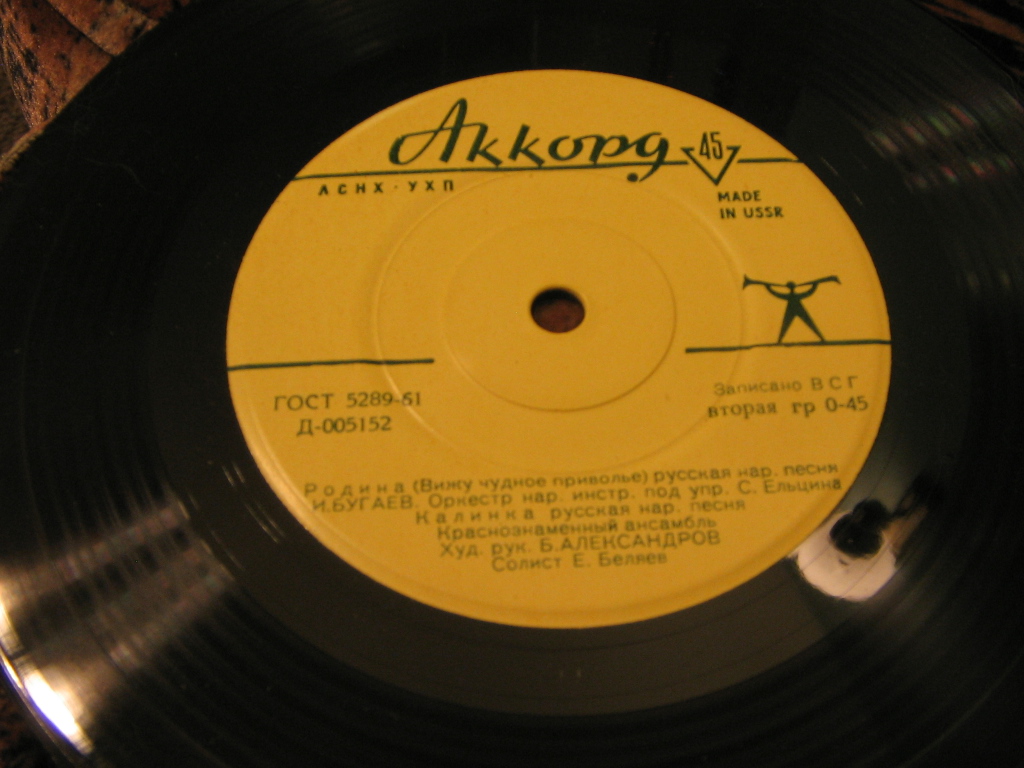 Аккорд 45
ЛСНХ · УХП
MADE
IN USSR
ГОСТ 5289-61
Д-005152
Записано ВСГ
вторая гр 0-45
Родина (Вижу чудное приволье) русская нар. песня
И.БУГАЕВ. Оркестр нар. инстр. под упр. С. Ельцина
Калинка русская нар. песня
Краснознаменный ансамбль
Худ. рук. Б.АЛЕКСАНДРОВ
Солист Е. Беляев